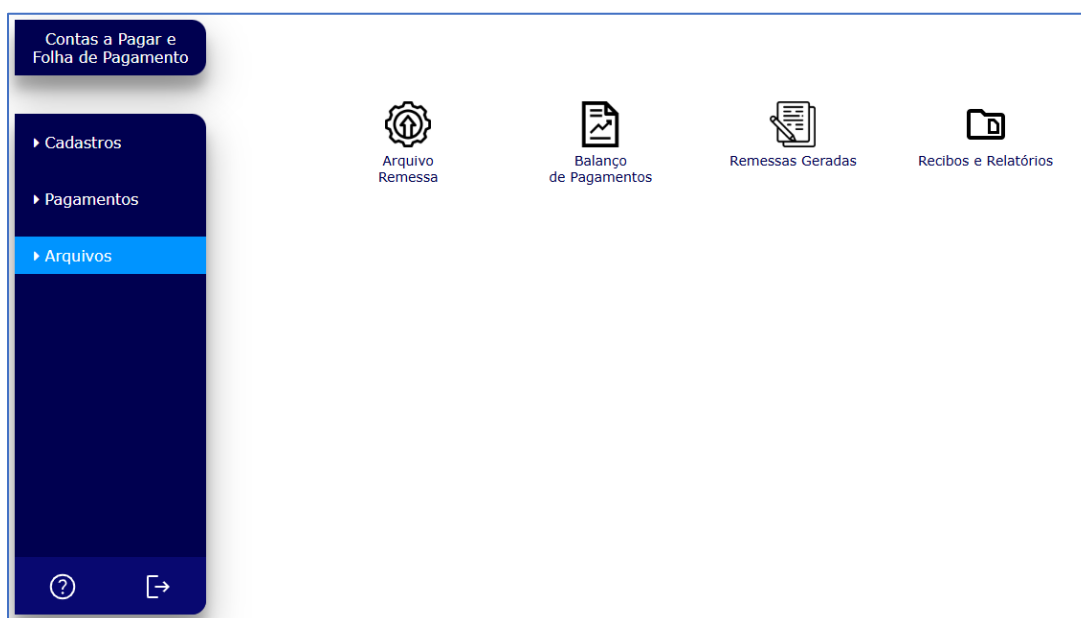 Contas a Pagar e
Folha de Pagamento
Cadastros
Pagamentos
Arquivos
Arquivo
Remessa
Balanço
de Pagamentos
Remessas Geradas
Recibos e Relatórios